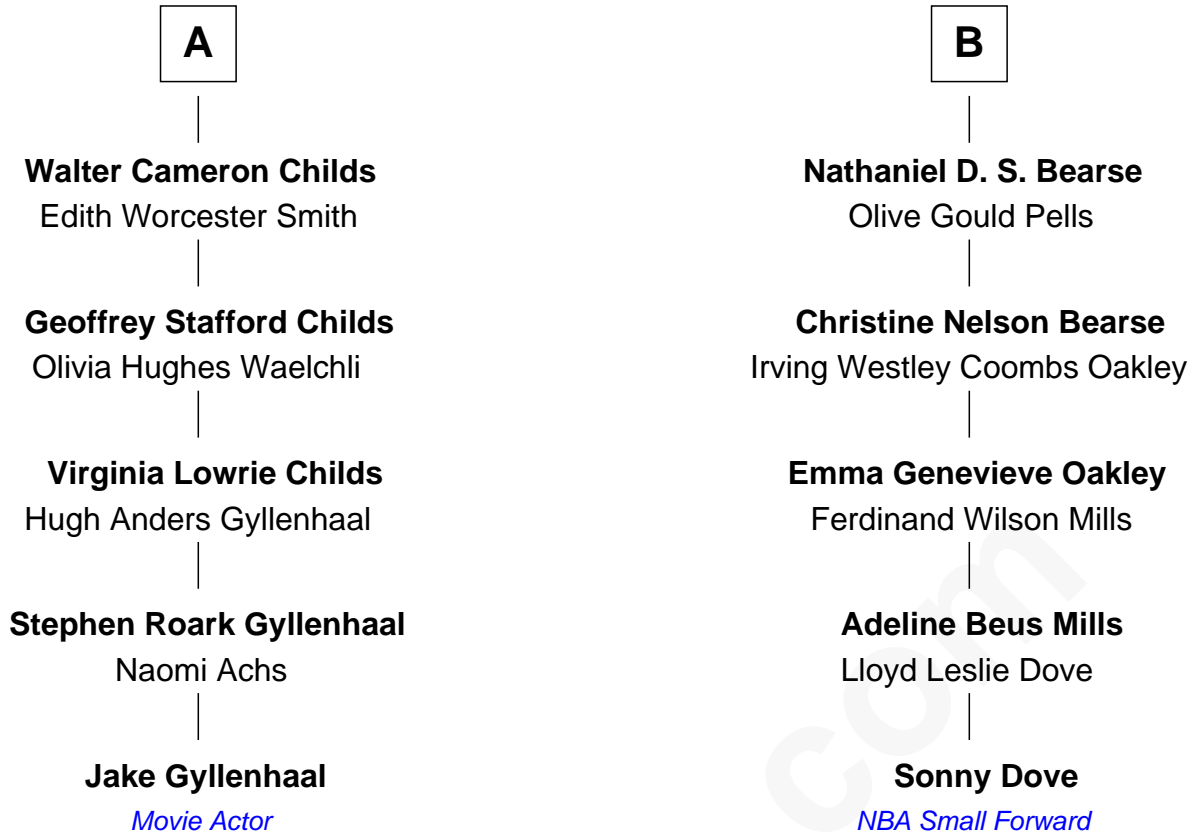 A
Walter Cameron Childs
Edith Worcester Smith
Geoffrey Stafford Childs
Olivia Hughes Waelchli
Virginia Lowrie Childs
Hugh Anders Gyllenhaal
Stephen Roark Gyllenhaal
Naomi Achs
Jake Gyllenhaal
Movie Actor
B
Nathaniel D. S. Bearse
Olive Gould Pells
Christine Nelson Bearse
Irving Westley Coombs Oakley
Emma Genevieve Oakley
Ferdinand Wilson Mills
Adeline Beus Mills
Lloyd Leslie Dove
Sonny Dove
NBA Small Forward
com